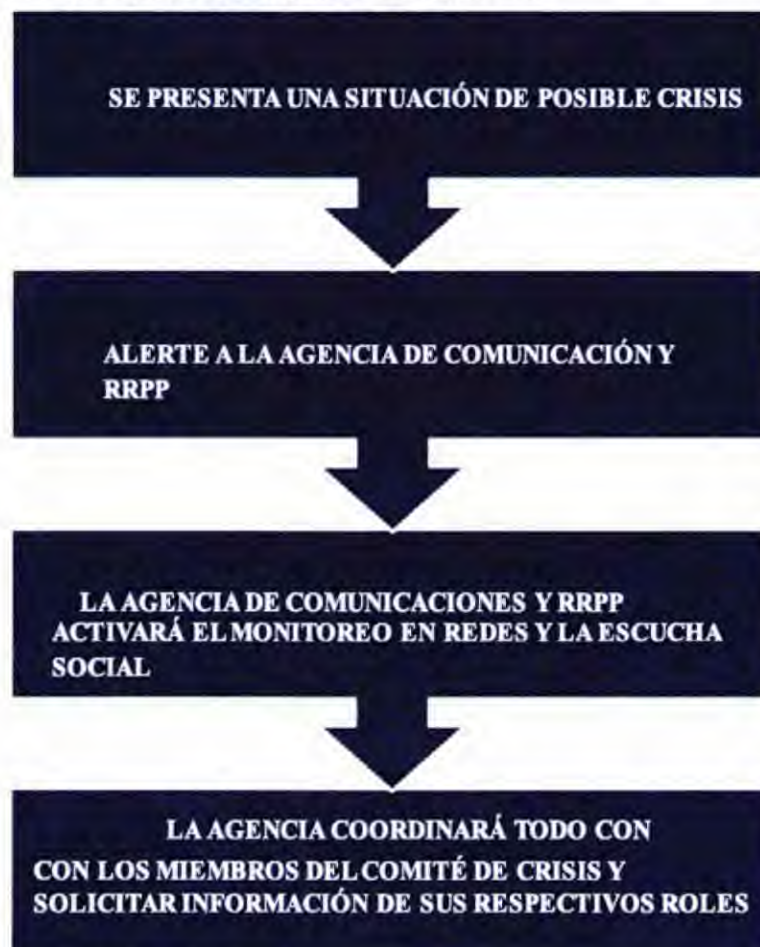 SE PRESENTA UNA SITUACIÓN DE POSIBLE CRISIS
ALERTE A LA AGENCIA DE COMUNICACIÓN Y
RRPP
LA AGENCIA DE COMUNICACIONES Y RRPP
ACTIVARÁ EL MONITOREO EN REDES Y LA ESCUCHA
SOCIAL
LA AGENCIA COORDINARÁ TODO CON
CON LOS MIEMBROS DEL COMITÉ DE CRISIS Y
SOLICITAR INFORMACIÓN DE SUS RESPECTIVOS ROLES